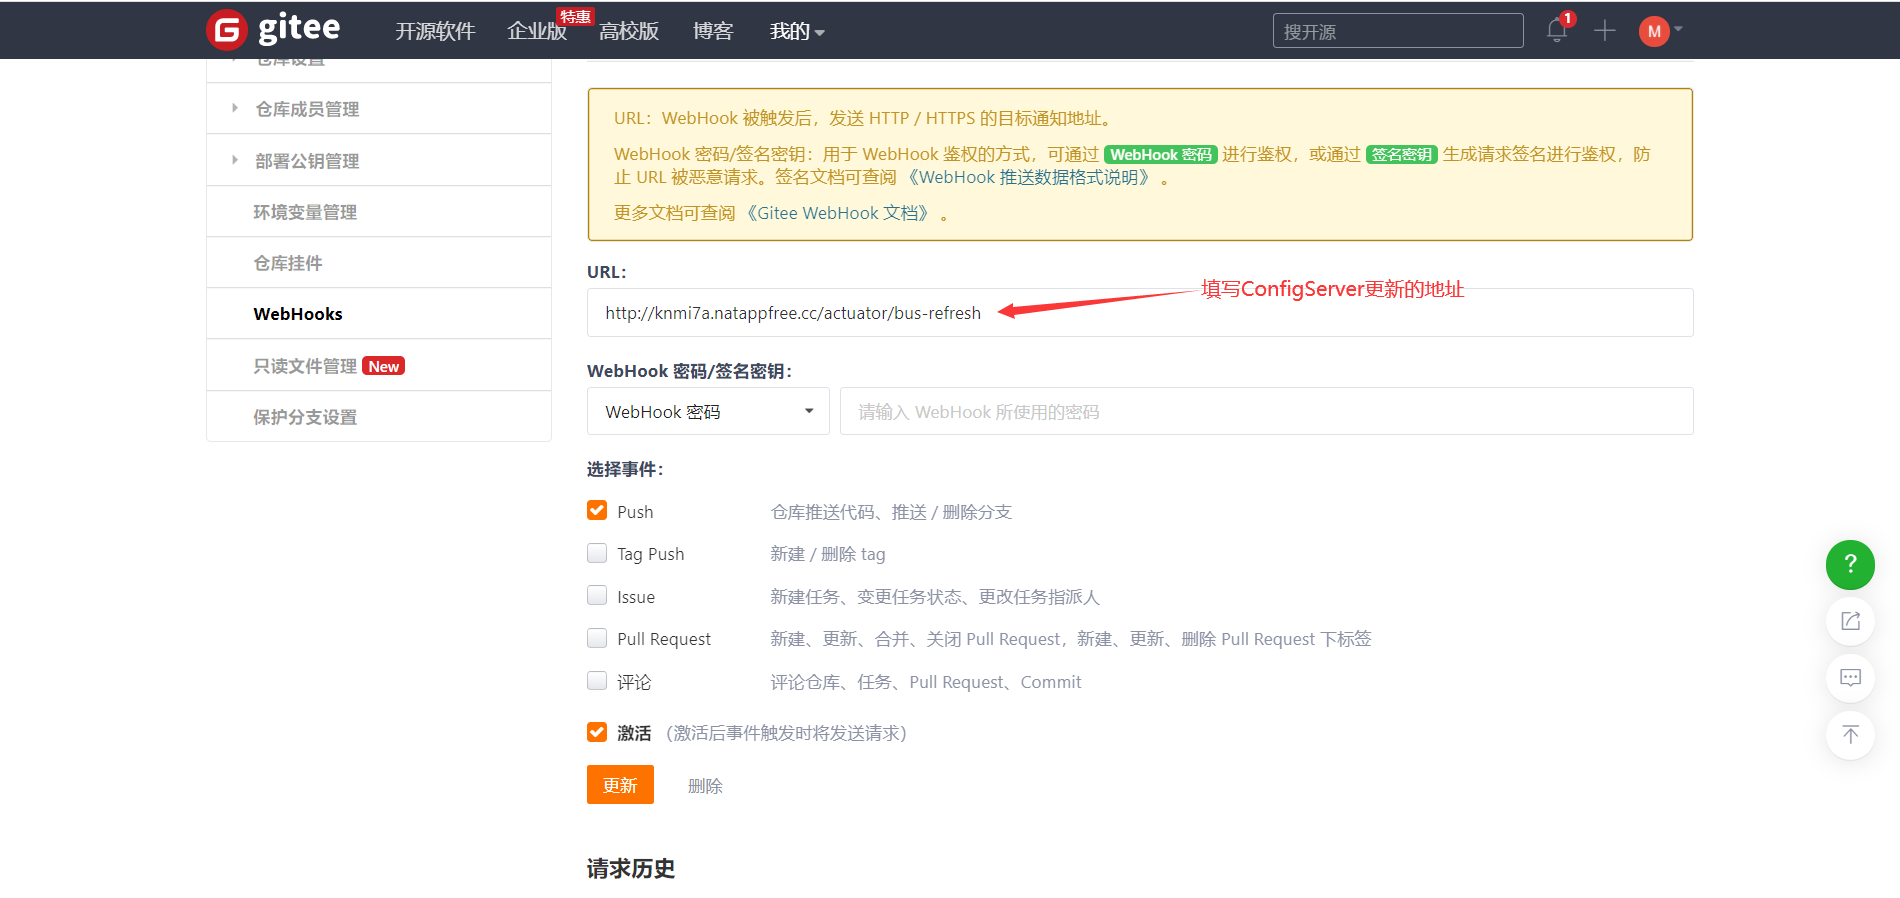 gitee
开源软件
企业版
特惠
高校版
博客
我的
搜开源
1
M
仓库设置
仓库成员管理
部署公钥管理
环境变量管理
仓库挂件
WebHooks
只读文件管理 New
保护分支设置
URL：WebHook 被触发后，发送 HTTP / HTTPS 的目标通知地址。
WebHook 密码/签名密钥：用于 WebHook 鉴权的方式，可通过 WebHook 密码 进行鉴权，或通过 签名密钥 生成请求签名进行鉴权，防
止 URL 被恶意请求。签名文档可查阅 《WebHook 推送数据格式说明》 。
更多文档可查阅 《Gitee WebHook 文档》 。
URL：
填写ConfigServer更新的地址
http://knmi7a.natappfree.cc/actuator/bus-refresh
WebHook 密码/签名密钥：
WebHook 密码
请输入 WebHook 所使用的密码
选择事件：
Push 仓库推送代码、推送 / 删除分支
Tag Push 新建 / 删除 tag
Issue 新建任务、变更任务状态、更改任务指派人
Pull Request 新建、更新、合并、关闭 Pull Request，新建、更新、删除 Pull Request 下标签
评论 评论仓库、任务、Pull Request、Commit
激活 （激活后事件触发时将发送请求）
更新 删除
请求历史
?